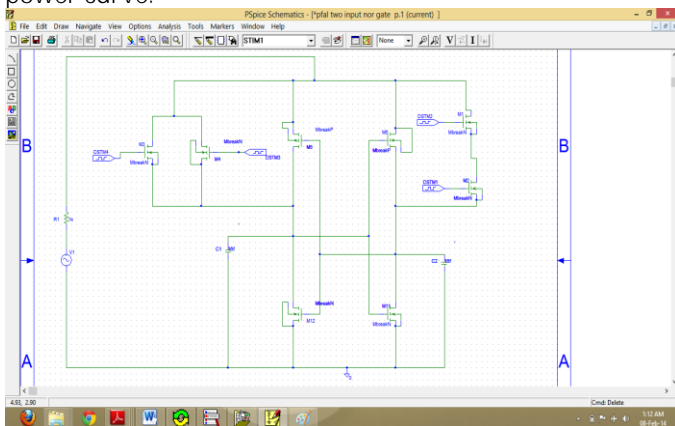 power curve.
PSpice Schematics - [*pfal two input nor gate p.1 (current) ]
File Edit Draw Navigate View Options Analysis Tools Markers Window Help
STIM1
None
B
B
DSTM2
M1
MbreakN
MbreakN
MbreakP
M5
M6
MbreakP
DSTM4
M3
MbreakN
M4
DSTM3
DSTM1
M2
MbreakN
R1
V1
C1
C2
MbreakN
M12
MbreakN
A
A
4.93, 2.90
Cmd: Delete
1:12 AM
08-Feb-14